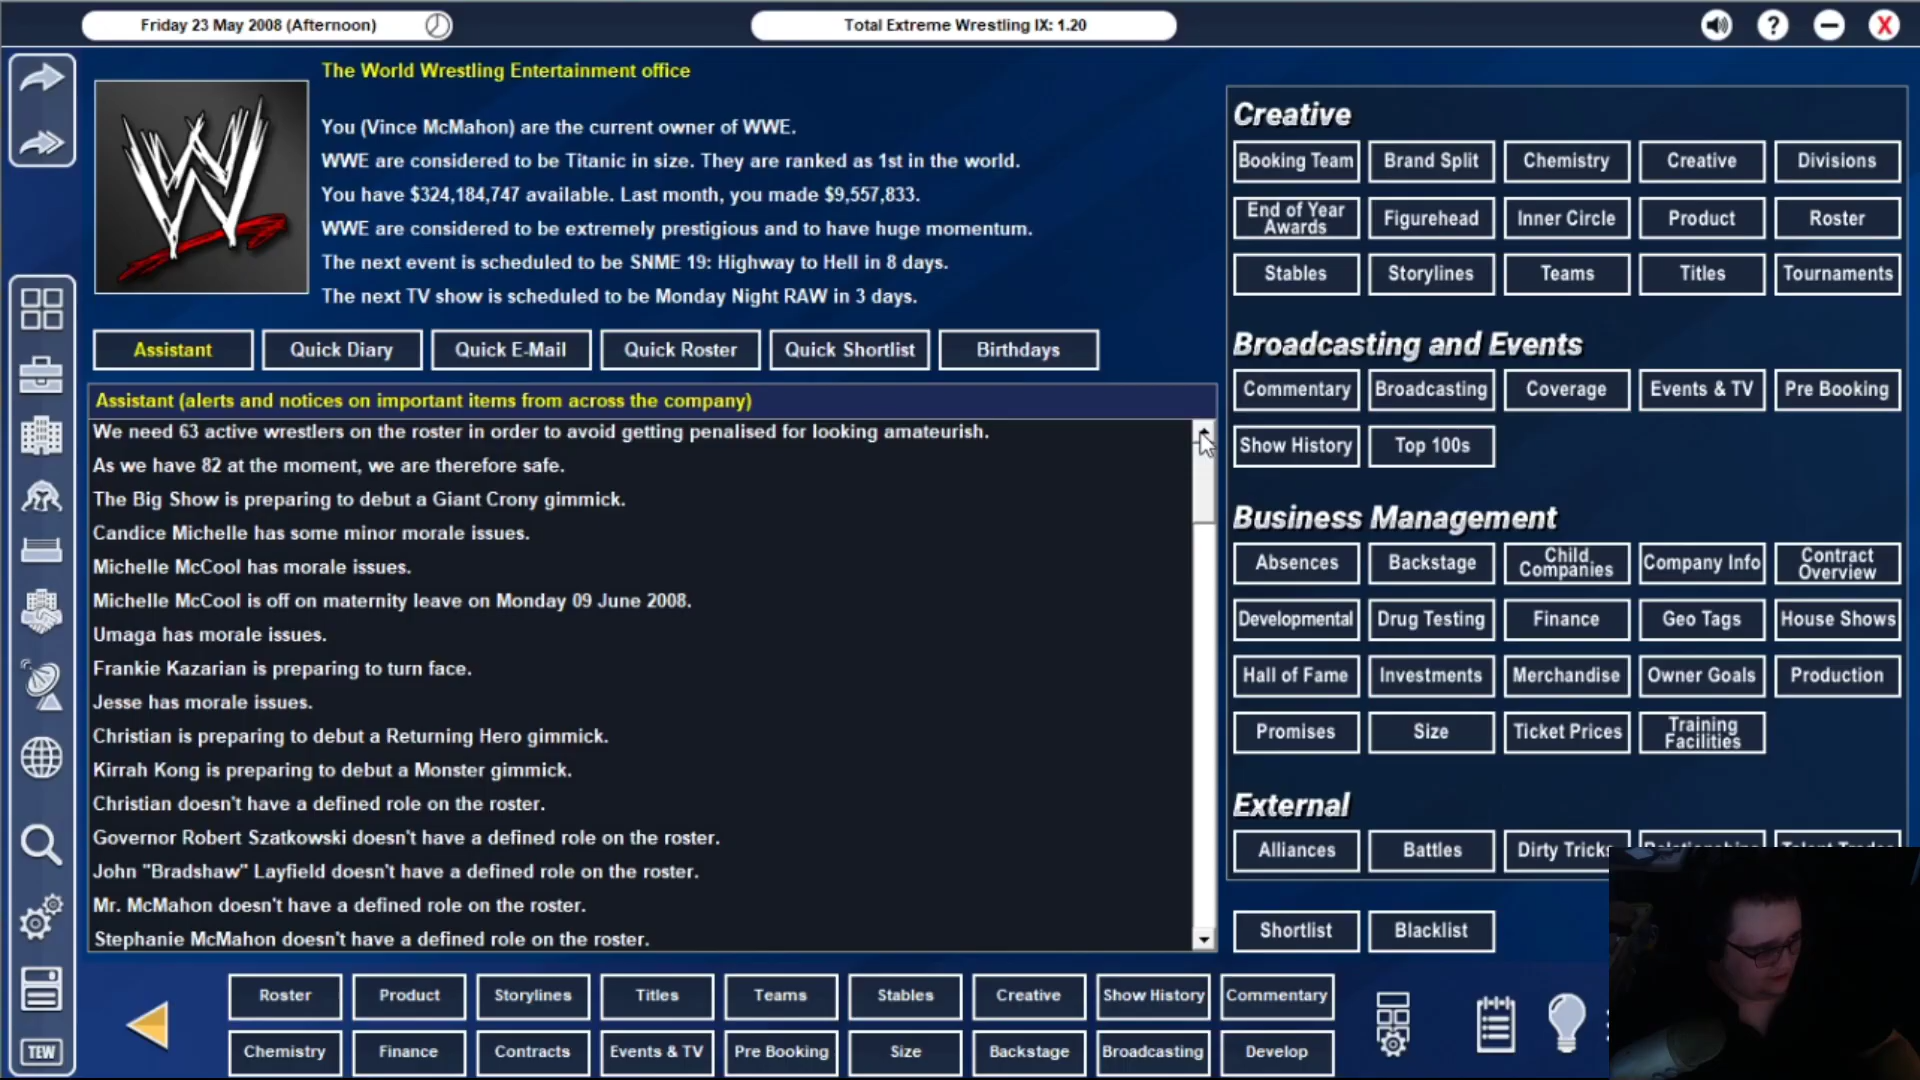 Friday 23 May 2008 (Afternoon)
Total Extreme Wrestling IX: 1.20
?
X
The World Wrestling Entertainment office
You (Vince McMahon) are the current owner of WWE.
WWE are considered to be Titanic in size. They are ranked as 1st in the world.
You have $324,184,747 available. Last month, you made $9,557,833.
WWE are considered to be extremely prestigious and to have huge momentum.
The next event is scheduled to be SNME 19: Highway to Hell in 8 days.
The next TV show is scheduled to be Monday Night RAW in 3 days.
Assistant
Quick Diary
Quick E-Mail
Quick Roster
Quick Shortlist
Birthdays
Assistant (alerts and notices on important items from across the company)
We need 63 active wrestlers on the roster in order to avoid getting penalised for looking amateurish.
As we have 82 at the moment, we are therefore safe.
The Big Show is preparing to debut a Giant Crony gimmick.
Candice Michelle has some minor morale issues.
Michelle McCool has morale issues.
Michelle McCool is off on maternity leave on Monday 09 June 2008.
Umaga has morale issues.
Frankie Kazarian is preparing to turn face.
Jesse has morale issues.
Christian is preparing to debut a Returning Hero gimmick.
Kirrah Kong is preparing to debut a Monster gimmick.
Christian doesn't have a defined role on the roster.
Governor Robert Szatkowski doesn't have a defined role on the roster.
John "Bradshaw" Layfield doesn't have a defined role on the roster.
Mr. McMahon doesn't have a defined role on the roster.
Stephanie McMahon doesn't have a defined role on the roster.
Creative
Booking Team
Brand Split
Chemistry
Creative
Divisions
End of Year
Awards
Figurehead
Inner Circle
Product
Roster
Stables
Storylines
Teams
Titles
Tournaments
Broadcasting and Events
Commentary
Broadcasting
Coverage
Events & TV
Pre Booking
Show History
Top 100s
Business Management
Absences
Backstage
Child
Companies
Company Info
Contract
Overview
Developmental
Drug Testing
Finance
Geo Tags
House Shows
Hall of Fame
Investments
Merchandise
Owner Goals
Production
Promises
Size
Ticket Prices
Training
Facilities
External
Alliances
Battles
Dirty Tricks
Relationships
Talent Trades
Shortlist
Blacklist
Roster
Product
Storylines
Titles
Teams
Stables
Creative
Show History
Commentary
Chemistry
Finance
Contracts
Events & TV
Pre Booking
Size
Backstage
Broadcasting
Develop
TEW